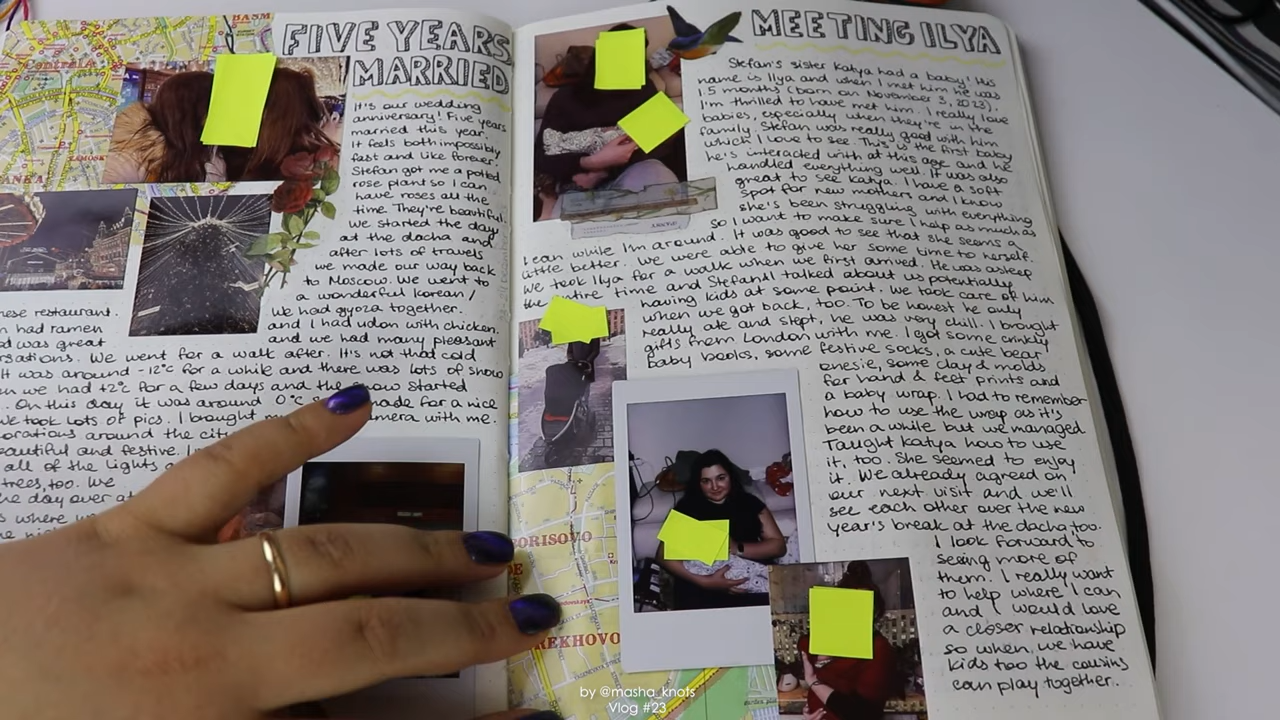 BASM
FIVE YEARS
MARRIED
It's our wedding
anniversary! Five years
married this year.
It feels both impossibly
fast and like forever.
Stefan got me a potted
rose plant so I can
have roses all the
time. They're beautiful.
We started the day
at the dacha and
after lots of travels
we made our way back
to Moscow. We went to
a wonderful Korean/
nese restaurant. We had gyoza together.
n had ramen and I had udon with chicken.
d was great and we had many pleasant
rsations. We went for a walk after. It's not that cold
It was around -12°C for a while and there was lots of snow
n we had +2°C for a few days and the snow started
. On this day it was around 0°C so made for a nice
we took lots of pics. I brought camera with me.
orations around the city
eautiful and festive.
all of the lights
trees, too. We
he day over at
s where
MEETING ILYA
Stefan's sister Katya had a baby! His
name is Ilya and when I met him he was
1.5 months (born on November 3, 2023).
I'm thrilled to have met him. I really love
babies, especially when they're in the
family. Stefan was really good with him
which I love to see. This is the first baby
he's interacted with at this age and he
handled everything well. It was also
great to see Katya. I have a soft
spot for new mothers and I know
she's been struggling with everything
so I want to make sure I help as much as
I can while I'm around. It was good to see that she seems a
little better. We were able to give her some time to herself.
We took Ilya for a walk when we first arrived. He was asleep
the entire time and Stefan & I talked about us potentially
having kids at some point. We took care of him
when we got back, too. To be honest he only
really ate and slept, he was very chill. I brought
gifts from London with me. I got some crinkly
baby books, some festive socks, a cute bear
onesie, some clay & molds
for hand & feet prints and
a baby wrap. I had to remember
how to use the wrap as it's
been a while but we managed.
Taught Katya how to use
it, too. She seemed to enjoy
it. We already agreed on
our next visit and we'll
see each other over the new
year's break at the dacha, too.
I look forward to
seeing more of
them. I really want
to help where I can
and I would love
a closer relationship
so when we have
kids too the cousins
can play together.
ORISOVO
REKHOVO
by @masha_knots
Vlog #23